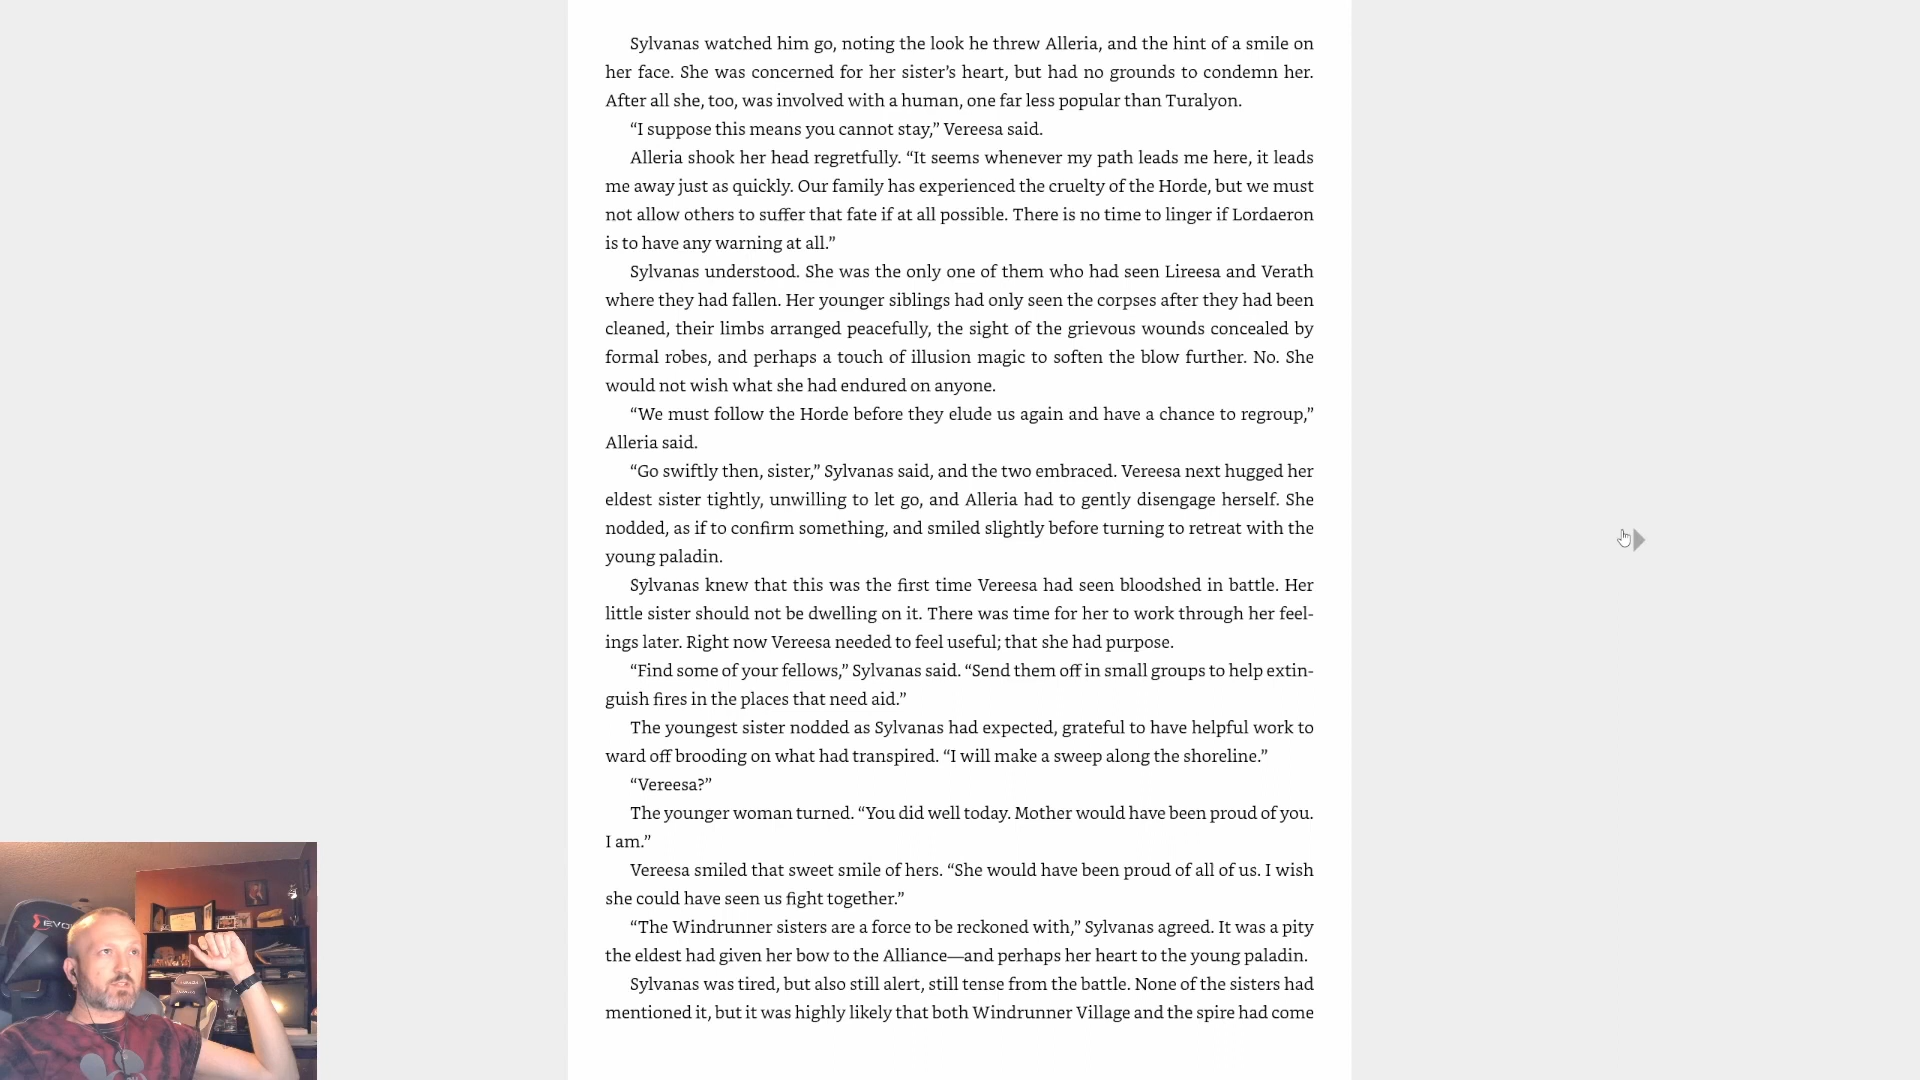 Sylvanas watched him go, noting the look he threw Alleria, and the hint of a smile on
her face. She was concerned for her sister’s heart, but had no grounds to condemn her.
After all she, too, was involved with a human, one far less popular than Turalyon.
“I suppose this means you cannot stay,” Vereesa said.
Alleria shook her head regretfully. “It seems whenever my path leads me here, it leads
me away just as quickly. Our family has experienced the cruelty of the Horde, but we must
not allow others to suffer that fate if at all possible. There is no time to linger if Lordaeron
is to have any warning at all.”
Sylvanas understood. She was the only one of them who had seen Lireesa and Verath
where they had fallen. Her younger siblings had only seen the corpses after they had been
cleaned, their limbs arranged peacefully, the sight of the grievous wounds concealed by
formal robes, and perhaps a touch of illusion magic to soften the blow further. No. She
would not wish what she had endured on anyone.
“We must follow the Horde before they elude us again and have a chance to regroup,”
Alleria said.
“Go swiftly then, sister,” Sylvanas said, and the two embraced. Vereesa next hugged her
eldest sister tightly, unwilling to let go, and Alleria had to gently disengage herself. She
nodded, as if to confirm something, and smiled slightly before turning to retreat with the
young paladin.
Sylvanas knew that this was the first time Vereesa had seen bloodshed in battle. Her
little sister should not be dwelling on it. There was time for her to work through her feel-
ings later. Right now Vereesa needed to feel useful; that she had purpose.
“Find some of your fellows,” Sylvanas said. “Send them off in small groups to help extin-
guish fires in the places that need aid.”
The youngest sister nodded as Sylvanas had expected, grateful to have helpful work to
ward off brooding on what had transpired. “I will make a sweep along the shoreline.”
“Vereesa?”
The younger woman turned. “You did well today. Mother would have been proud of you.
I am.”
Vereesa smiled that sweet smile of hers. “She would have been proud of all of us. I wish
she could have seen us fight together.”
“The Windrunner sisters are a force to be reckoned with,” Sylvanas agreed. It was a pity
the eldest had given her bow to the Alliance—and perhaps her heart to the young paladin.
Sylvanas was tired, but also still alert, still tense from the battle. None of the sisters had
mentioned it, but it was highly likely that both Windrunner Village and the spire had come